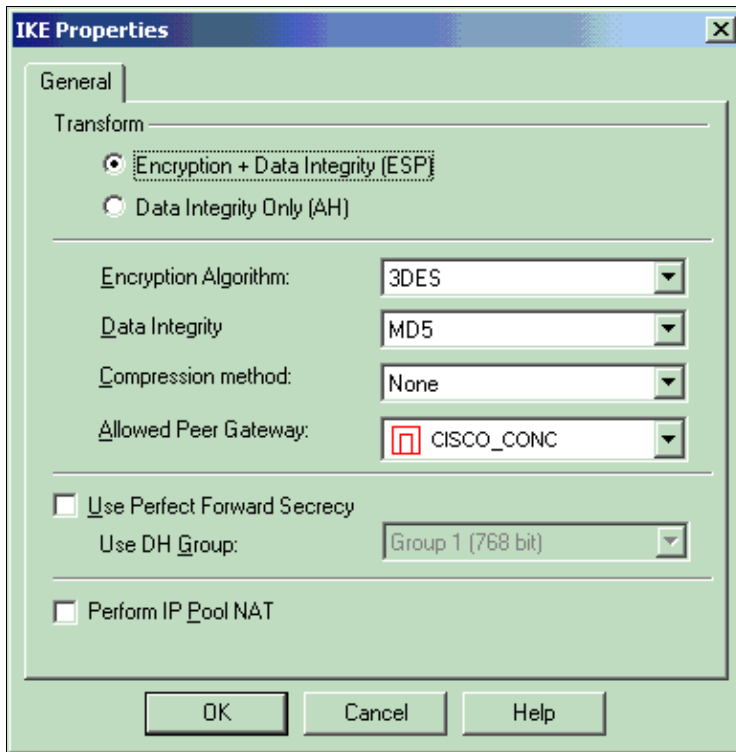 IKE Properties
General
Transform
Encryption + Data Integrity (ESP)
Data Integrity Only (AH)
Encryption Algorithm: 3DES
Data Integrity MD5
Compression method: None
Allowed Peer Gateway: CISCO_CONC
Use Perfect Forward Secrecy
Use DH Group: Group 1 (768 bit)
Perform IP Pool NAT
OK Cancel Help